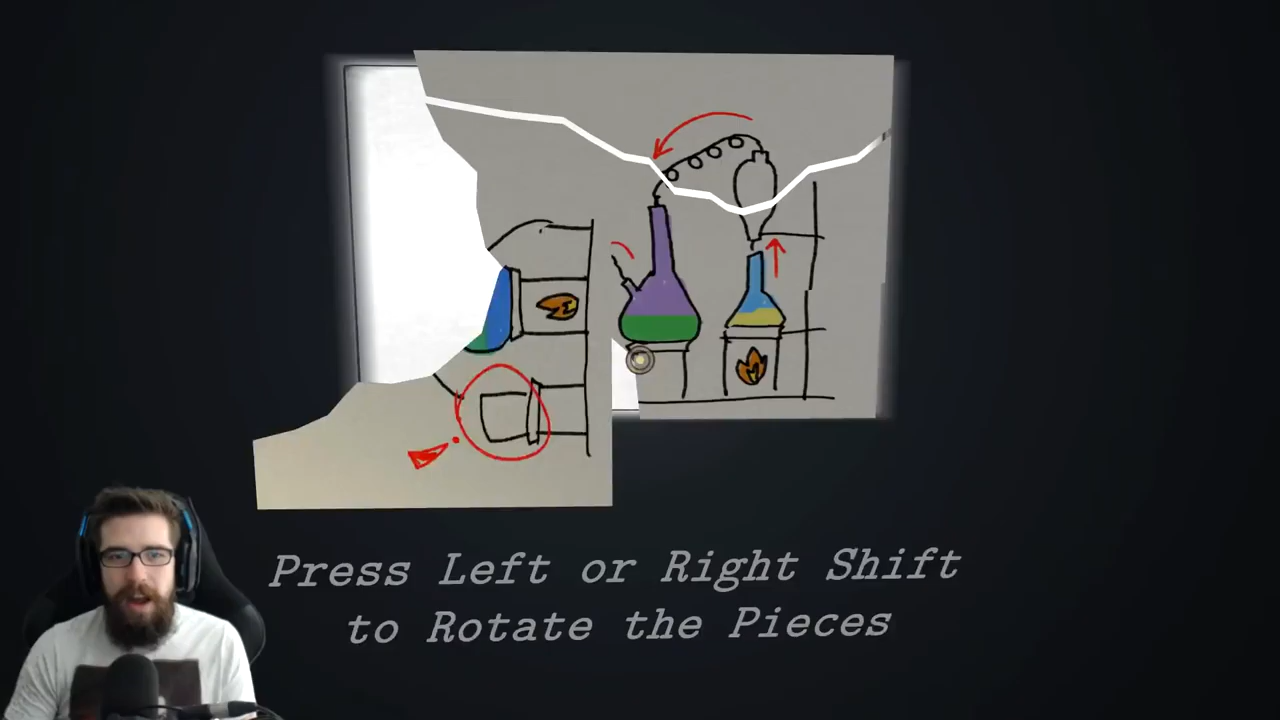 Press Left or Right Shift
to Rotate the Pieces